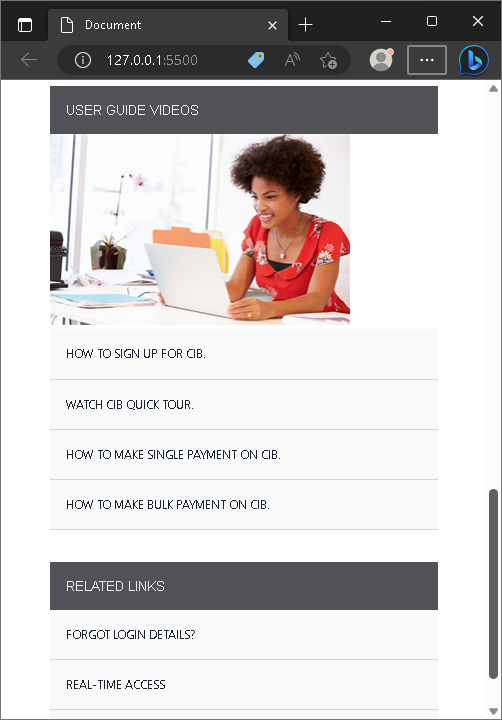 Document
127.0.0.1:5500
USER GUIDE VIDEOS
HOW TO SIGN UP FOR CIB.
WATCH CIB QUICK TOUR.
HOW TO MAKE SINGLE PAYMENT ON CIB.
HOW TO MAKE BULK PAYMENT ON CIB.
RELATED LINKS
FORGOT LOGIN DETAILS?
REAL-TIME ACCESS